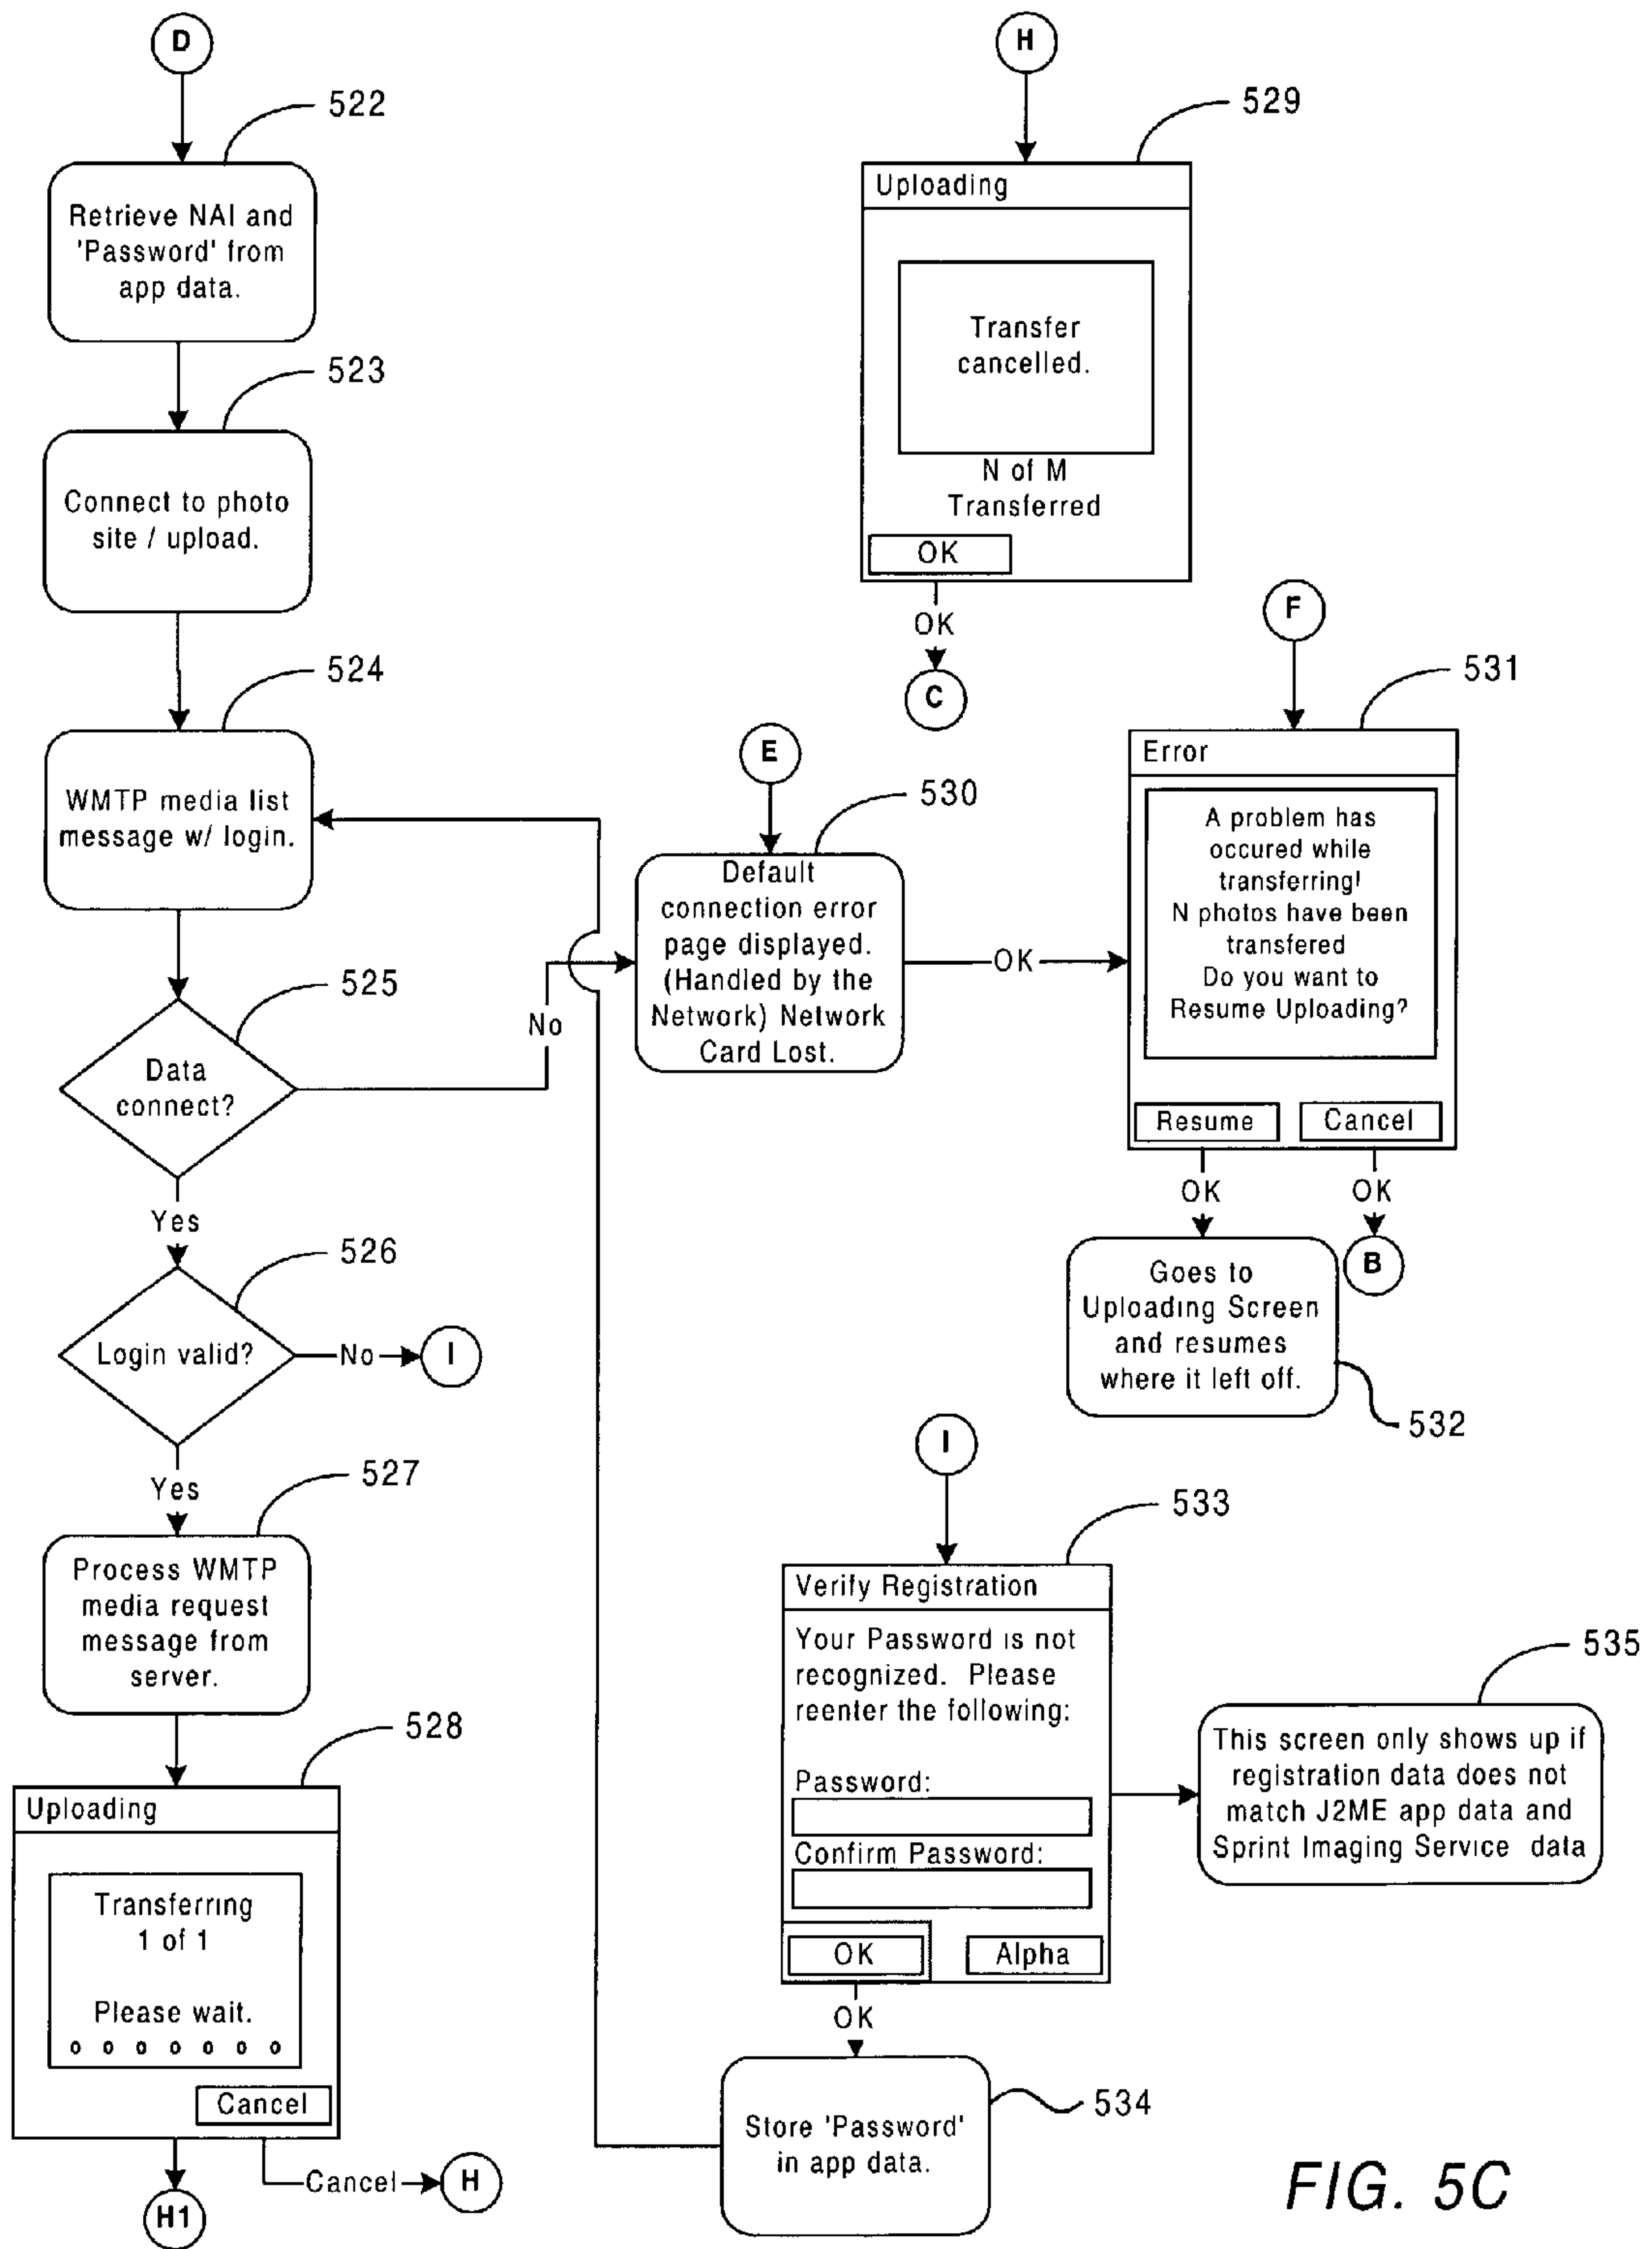 D
522
Retrieve NAI and
'Password' from
app data.
523
Connect to photo
site / upload.
524
WMTP media list
message w/ login.
525
Data
connect?
No
Yes
526
Login valid?
No
I
Yes
527
Process WMTP
media request
message from
server.
528
Uploading
Transferring
1 of 1
Please wait.
Cancel
Cancel
H
H1
H
529
Uploading
Transfer
cancelled.
N of M
Transferred
OK
OK
C
E
530
Default
connection error
page displayed.
(Handled by the
Network) Network
Card Lost.
OK
F
531
Error
A problem has
occured while
transferring!
N photos have been
transfered
Do you want to
Resume Uploading?
Resume
Cancel
OK
OK
B
Goes to
Uploading Screen
and resumes
where it left off.
532
I
533
Verify Registration
Your Password is not
recognized. Please
reenter the following:
Password:
Confirm Password:
OK
Alpha
OK
535
This screen only shows up if
registration data does not
match J2ME app data and
Sprint Imaging Service data
534
Store 'Password'
in app data.
FIG. 5C